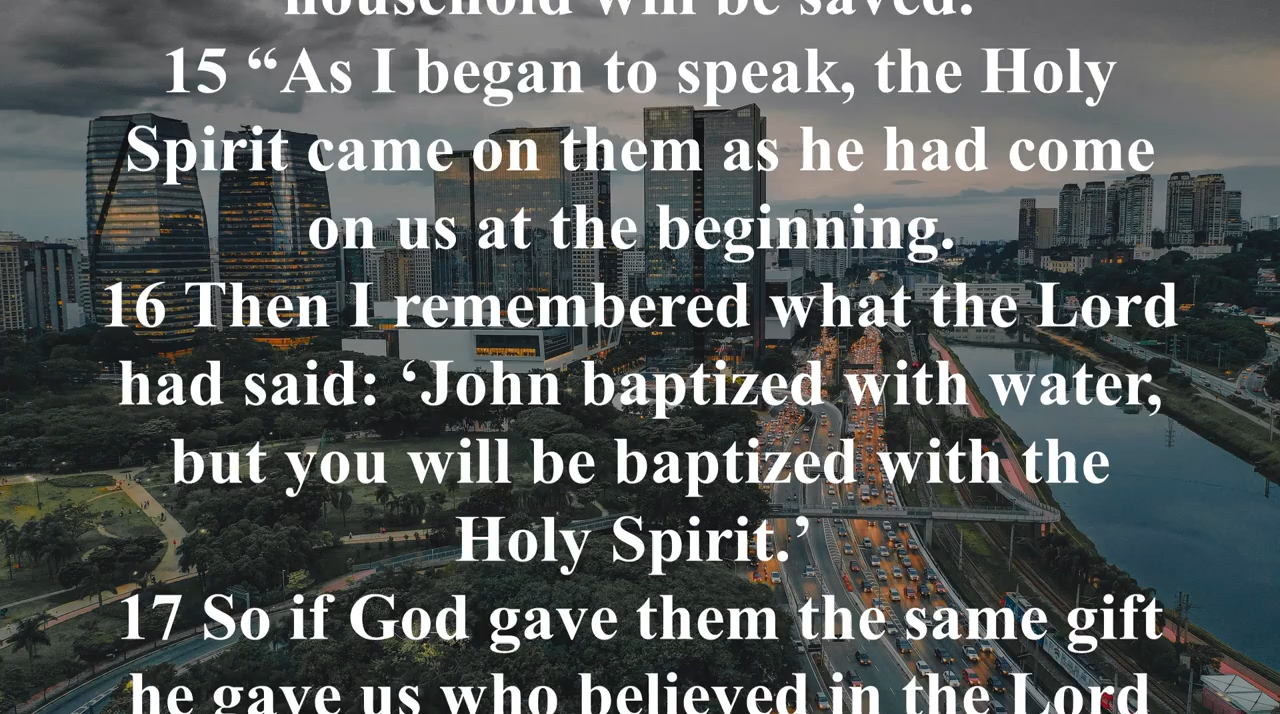 household will be saved.
15 “As I began to speak, the Holy
Spirit came on them as he had come
on us at the beginning.
16 Then I remembered what the Lord
had said: ‘John baptized with water,
but you will be baptized with the
Holy Spirit.’
17 So if God gave them the same gift
he gave us who believed in the Lord